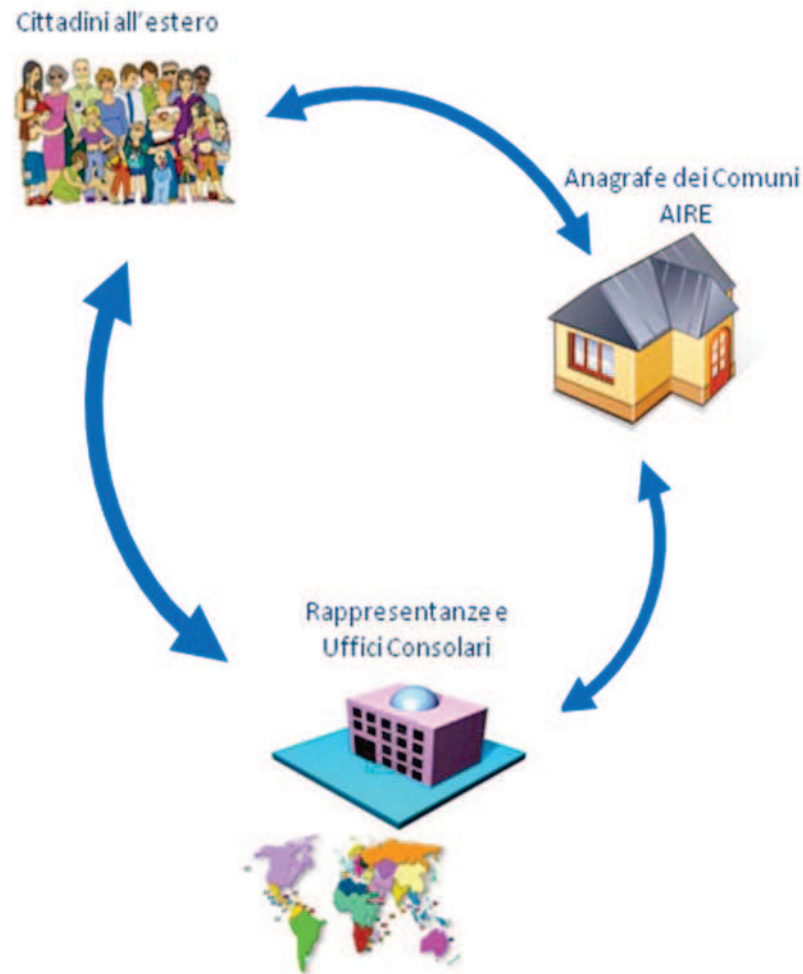 Cittadini all'estero
Anagrafe dei Comuni
AIRE
Rappresentanze e
Uffici Consolari